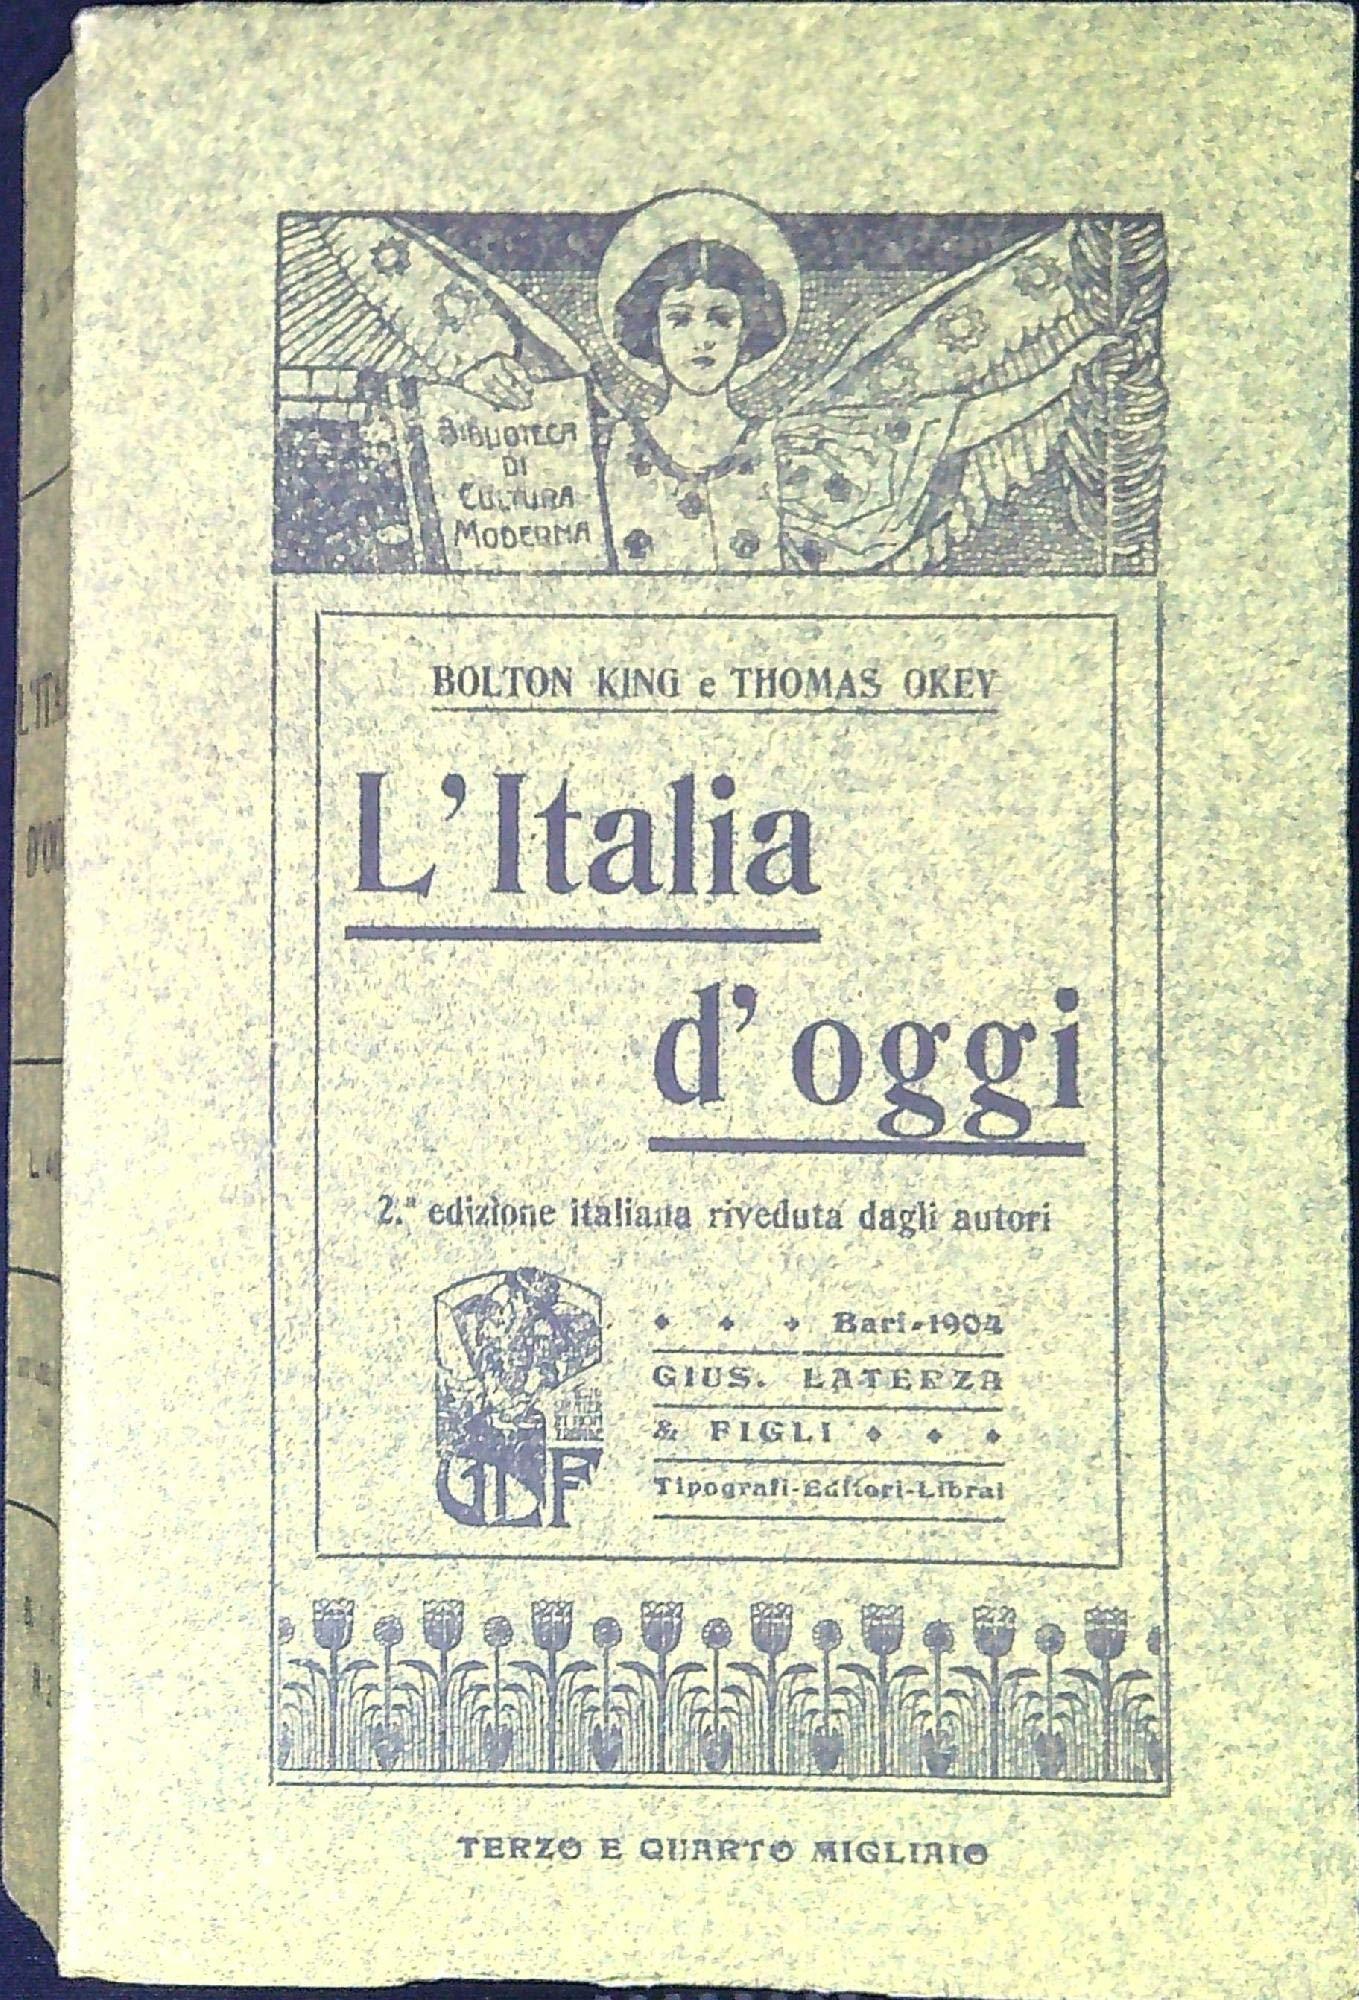 BIBLIOTECA
DI
CULTURA
MODERNA
BOLTON KING e THOMAS OKEY
L'Italia
d'oggi
2.ª edizione italiana riveduta dagli autori
Bari-1904
GIUS. LATERZA
& FIGLI
Tipografi-Editori-Librai
GLF
TERZO E QUARTO MIGLIAIO